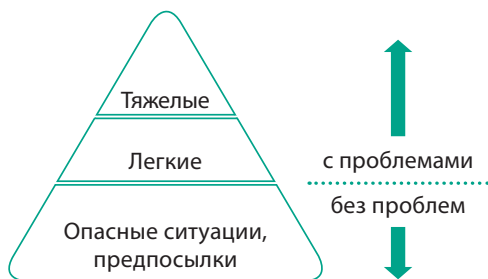 Тяжелые
Легкие
с проблемами
без проблем
Опасные ситуации,
предпосылки